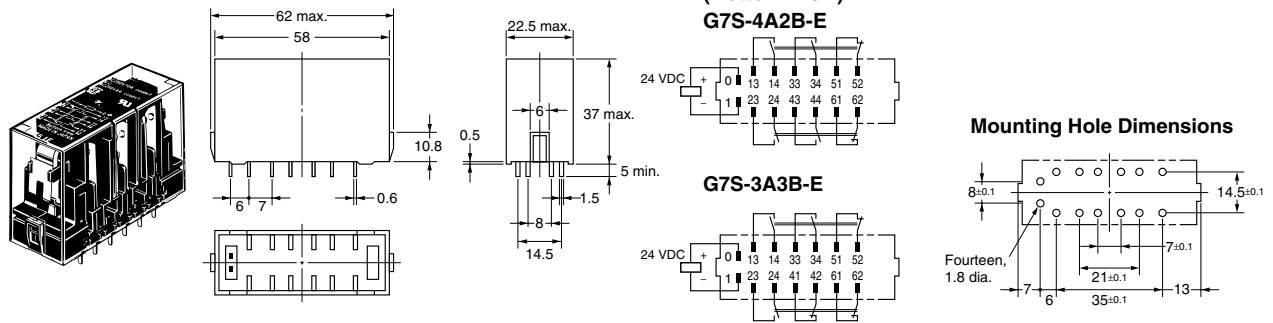 62 max.
58
10.8
6
7
0.6
22.5 max.
6
37 max.
0.5
5 min.
1.5
8
14.5
G7S-4A2B-E
24 VDC
+
−
0 13 14 33 34 51 52
1 23 24 43 44 61 62
G7S-3A3B-E
24 VDC
+
−
0 13 14 33 34 51 52
1 23 24 41 42 61 62
Mounting Hole Dimensions
8±0.1
14.5±0.1
7±0.1
Fourteen,
1.8 dia.
21±0.1
7
6
35±0.1
13